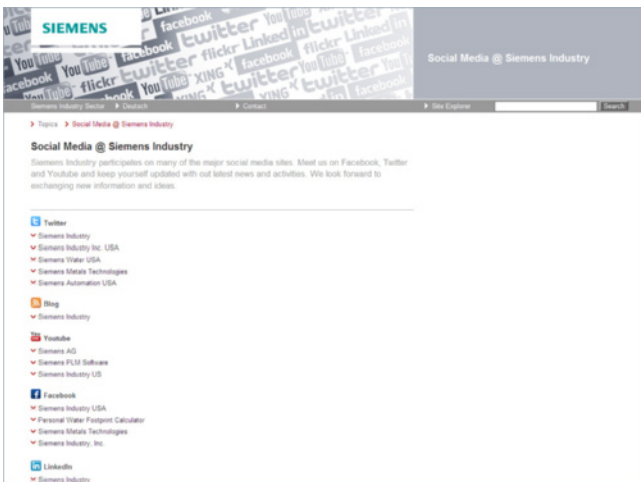 SIEMENS
Social Media @ Siemens Industry
Siemens Industry Sector Deutsch Contact Site Explorer Search
Topics Social Media @ Siemens Industry
Social Media @ Siemens Industry
Siemens Industry participates on many of the major social media sites. Meet us on Facebook, Twitter
and Youtube and keep yourself updated with out latest news and activities. We look forward to
exchanging new information and ideas.
Twitter
Siemens Industry
Siemens Industry Inc. USA
Siemens Water USA
Siemens Metals Technologies
Siemens Automation USA
Blog
Siemens Industry
Youtube
Siemens AG
Siemens PLM Software
Siemens Industry US
Facebook
Siemens Industry USA
Personal Water Footprint Calculator
Siemens Metals Technologies
Siemens Industry, Inc.
LinkedIn
Siemens Industry